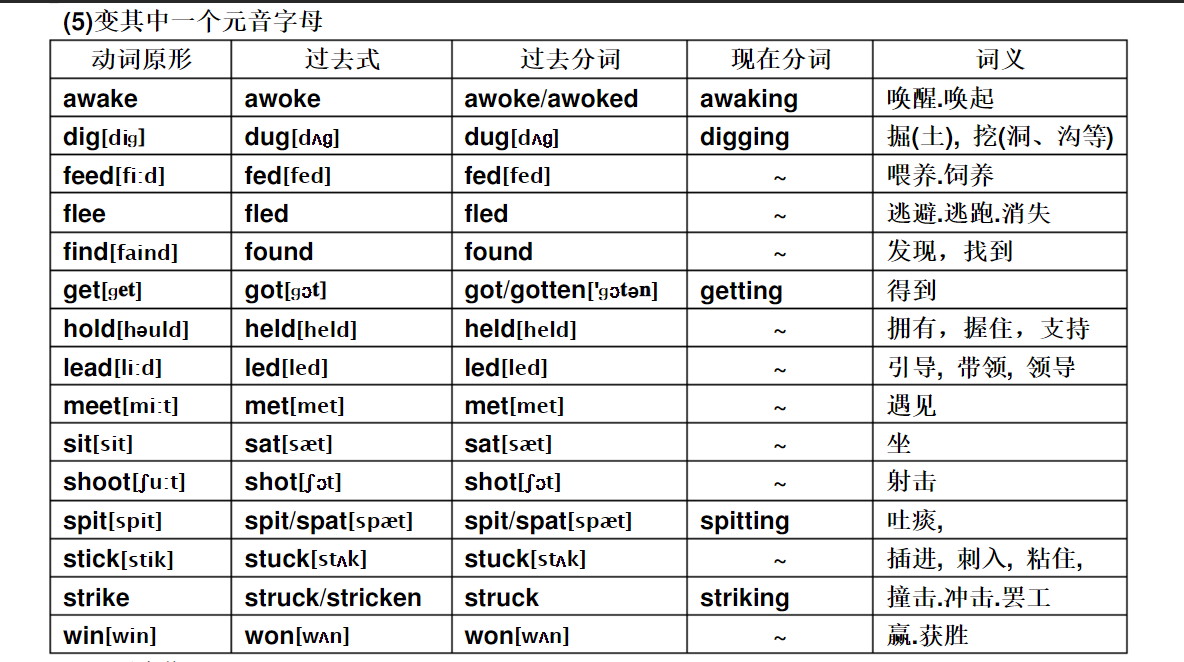 (5)变其中一个元音字母
动词原形 过去式 过去分词 现在分词 词义
awake awoke awoke/awoked awaking 唤醒.唤起
dig[dig] dug[dʌg] dug[dʌg] digging 掘(土), 挖(洞、沟等)
feed[fi:d] fed[fed] fed[fed] ~ 喂养.饲养
flee fled fled ~ 逃避.逃跑.消失
find[faind] found found ~ 发现，找到
get[get] got[gɔt] got/gotten['gɔtən] getting 得到
hold[həuld] held[held] held[held] ~ 拥有，握住，支持
lead[li:d] led[led] led[led] ~ 引导, 带领, 领导
meet[mi:t] met[met] met[met] ~ 遇见
sit[sit] sat[sæt] sat[sæt] ~ 坐
shoot[ʃu:t] shot[ʃɔt] shot[ʃɔt] ~ 射击
spit[spit] spit/spat[spæt] spit/spat[spæt] spitting 吐痰,
stick[stik] stuck[stʌk] stuck[stʌk] ~ 插进, 刺入, 粘住,
strike struck/stricken struck striking 撞击.冲击.罢工
win[win] won[wʌn] won[wʌn] ~ 赢.获胜